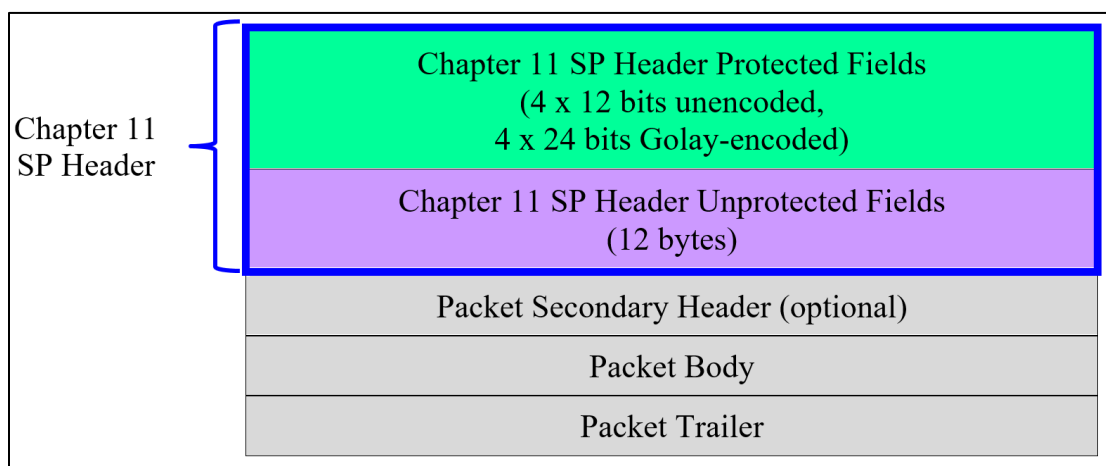 Chapter 11 SP Header Protected Fields
(4 x 12 bits unencoded,
4 x 24 bits Golay-encoded)
Chapter 11
SP Header
Chapter 11 SP Header Unprotected Fields
(12 bytes)
Packet Secondary Header (optional)
Packet Body
Packet Trailer